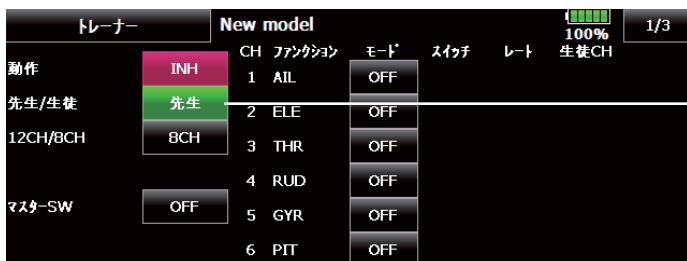 トレーナー New model 100% 1/3
CH ファンクション モード スイッチ レート 生徒CH
動作 INH 1 AIL OFF
先生/生徒 先生 2 ELE OFF
12CH/8CH 8CH 3 THR OFF
4 RUD OFF
マスターSW OFF 5 GYR OFF
6 PIT OFF